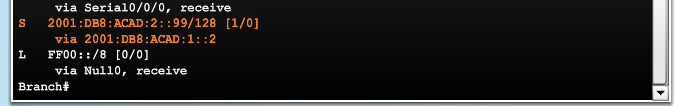 via Serial0/0/0, receive
S   2001:DB8:ACAD:2::99/128 [1/0]
     via 2001:DB8:ACAD:1::2
L   FF00::/8 [0/0]
     via Null0, receive
Branch#